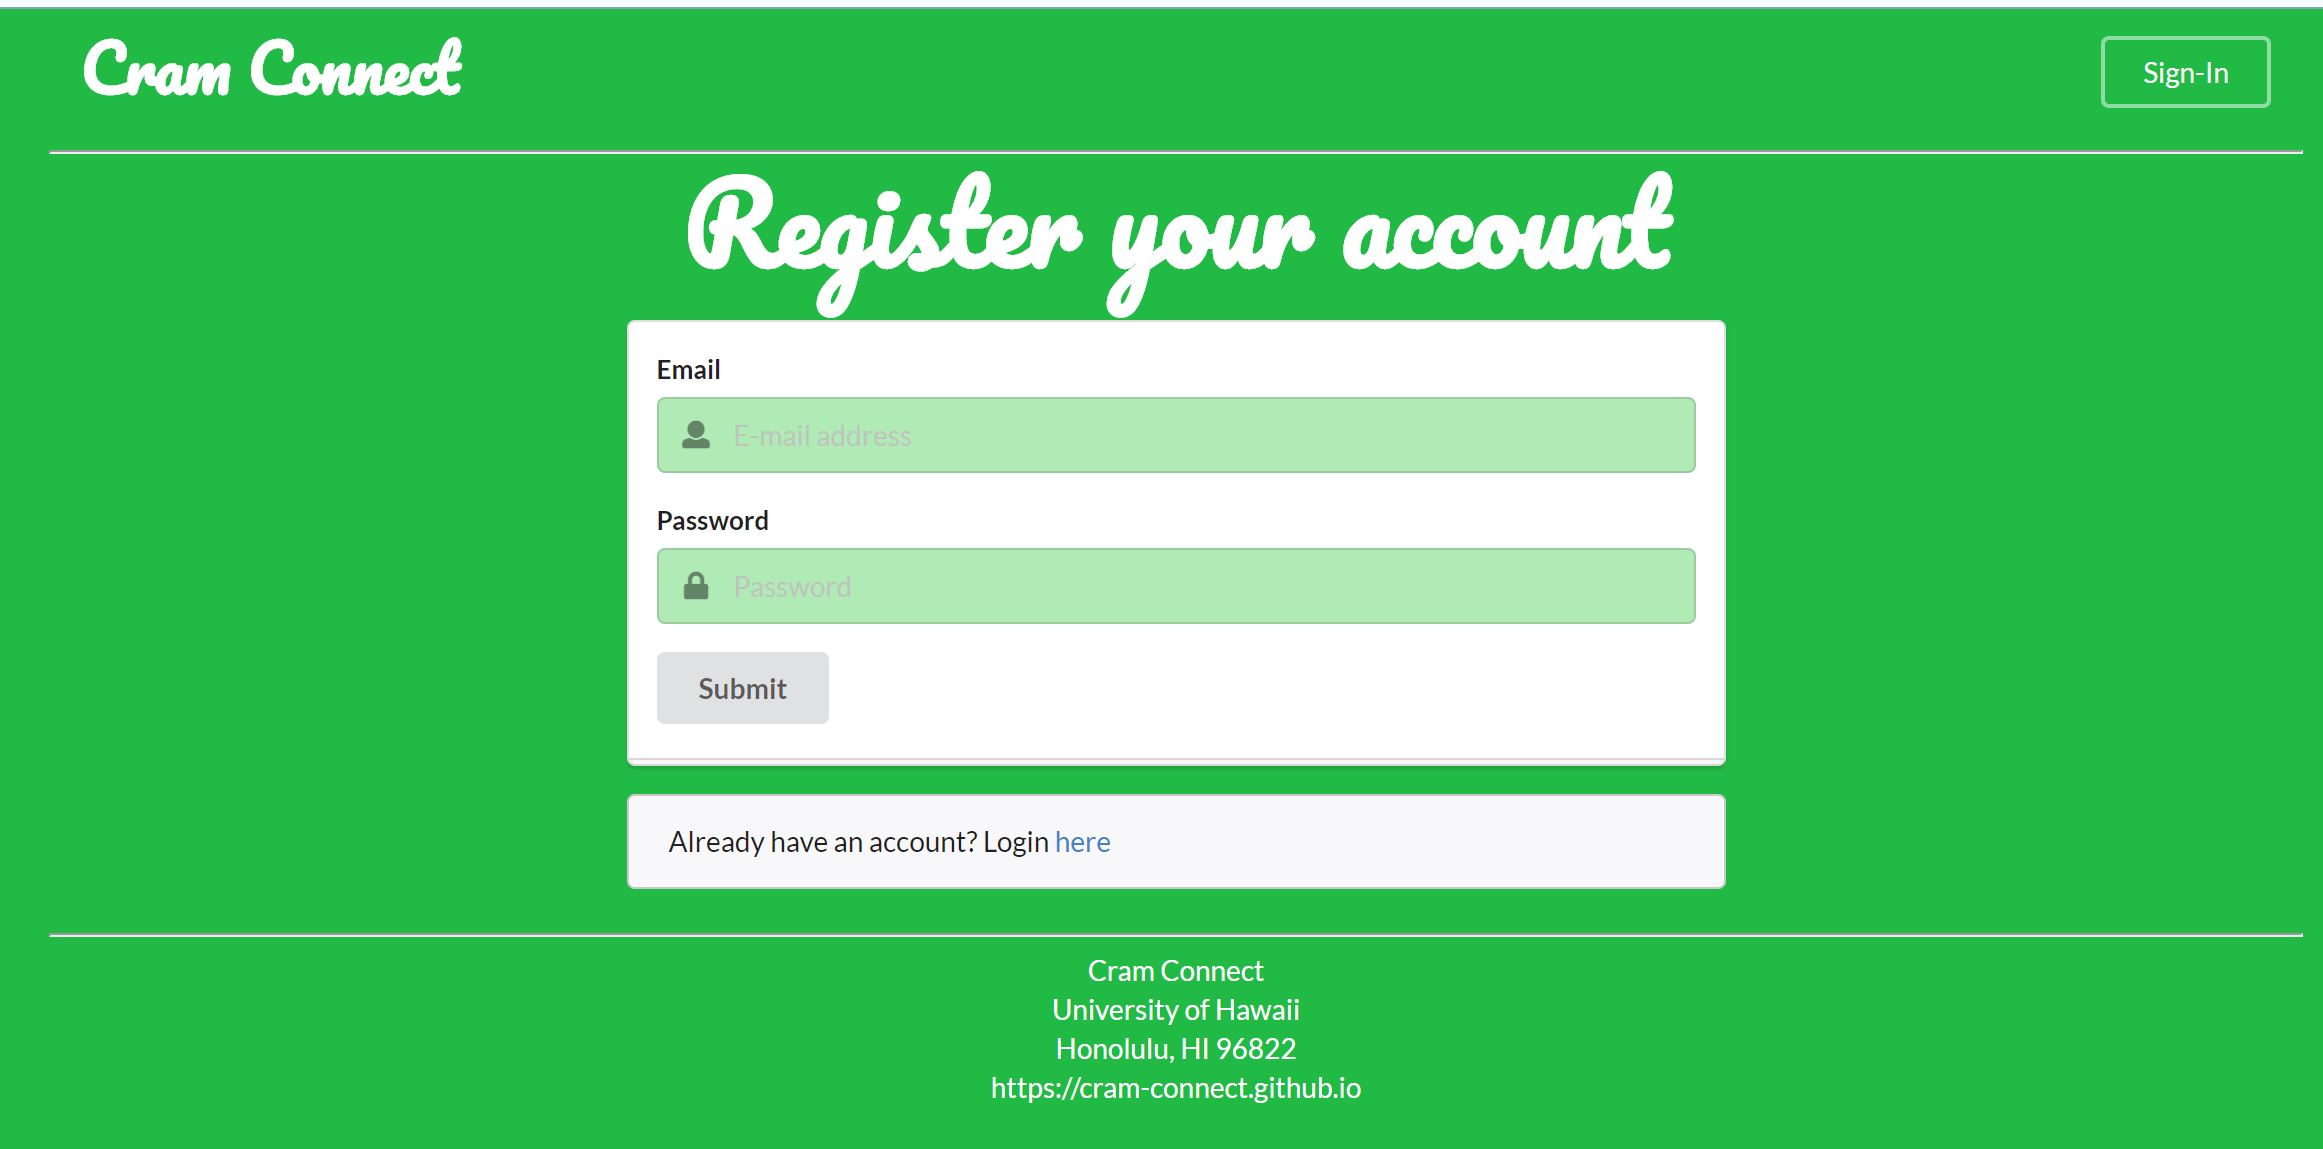 Cram Connect
Sign-In
Register your account
Email
E-mail address
Password
Password
Submit
Already have an account? Login here
Cram Connect
University of Hawaii
Honolulu, HI 96822
https://cram-connect.github.io